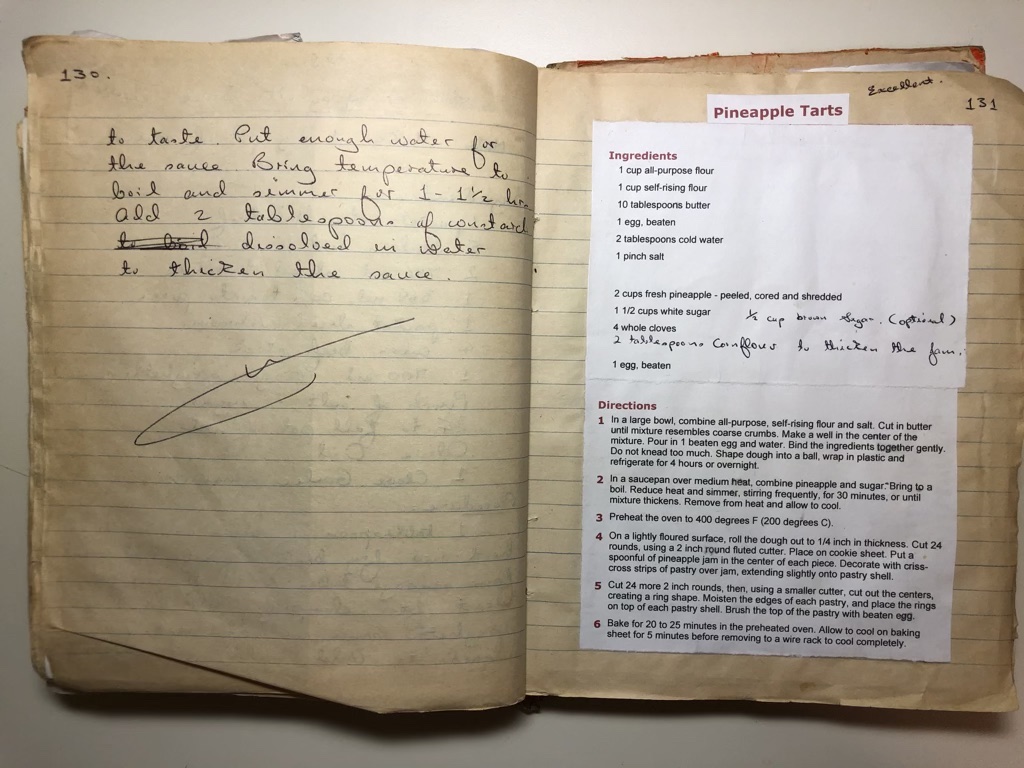 130.
to taste. Put enough water for
the sauce. Bring temperature to
boil and simmer for 1 - 1½ hrs
add 2 tablespoons of custard
dissolved in water
to thicken the sauce.
Excellent.
131
Pineapple Tarts
Ingredients
1 cup all-purpose flour
1 cup self-rising flour
10 tablespoons butter
1 egg, beaten
2 tablespoons cold water
1 pinch salt
2 cups fresh pineapple - peeled, cored and shredded
1 1/2 cups white sugar ½ cup brown sugar. (optional)
4 whole cloves
2 tablespoons Cornflour to thicken the jam.
1 egg, beaten
Directions
1 In a large bowl, combine all-purpose, self-rising flour and salt. Cut in butter
until mixture resembles coarse crumbs. Make a well in the center of the
mixture. Pour in 1 beaten egg and water. Bind the ingredients together gently.
Do not knead too much. Shape dough into a ball, wrap in plastic and
refrigerate for 4 hours or overnight.
2 In a saucepan over medium heat, combine pineapple and sugar. Bring to a
boil. Reduce heat and simmer, stirring frequently, for 30 minutes, or until
mixture thickens. Remove from heat and allow to cool.
3 Preheat the oven to 400 degrees F (200 degrees C).
4 On a lightly floured surface, roll the dough out to 1/4 inch in thickness. Cut 24
rounds, using a 2 inch round fluted cutter. Place on cookie sheet. Put a
spoonful of pineapple jam in the center of each piece. Decorate with criss-
cross strips of pastry over jam, extending slightly onto pastry shell.
5 Cut 24 more 2 inch rounds, then, using a smaller cutter, cut out the centers,
creating a ring shape. Moisten the edges of each pastry, and place the rings
on top of each pastry shell. Brush the top of the pastry with beaten egg.
6 Bake for 20 to 25 minutes in the preheated oven. Allow to cool on baking
sheet for 5 minutes before removing to a wire rack to cool completely.